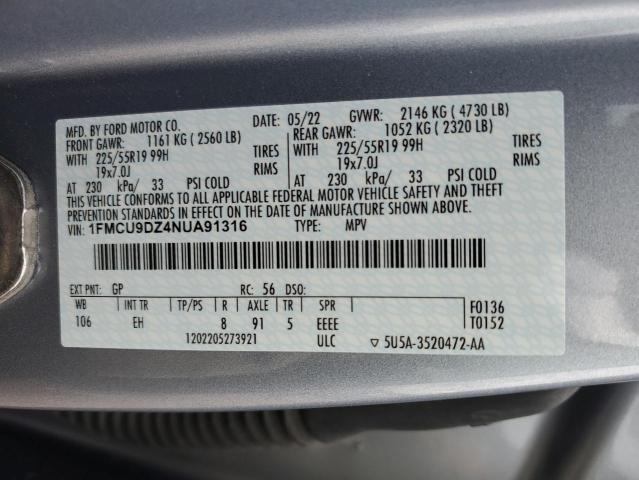 MFD. BY FORD MOTOR CO. DATE: 05/22 GVWR: 2146 KG ( 4730 LB)
FRONT GAWR: 1161 KG ( 2560 LB) REAR GAWR: 1052 KG ( 2320 LB)
WITH 225/55R19 99H TIRES WITH 225/55R19 99H TIRES
19x7.0J RIMS 19x7.0J RIMS
AT 230 kPa/ 33 PSI COLD AT 230 kPa/ 33 PSI COLD
THIS VEHICLE CONFORMS TO ALL APPLICABLE FEDERAL MOTOR VEHICLE SAFETY AND THEFT
PREVENTION STANDARDS IN EFFECT ON THE DATE OF MANUFACTURE SHOWN ABOVE.
VIN: 1FMCU9DZ4NUA91316 TYPE: MPV
EXT PNT: GP RC: 56 DSO:
WB INT TR TP/PS R AXLE TR SPR F0136
106 EH 8 91 5 EEEE T0152
1202205273921 ULC ▽ 5U5A-3520472-AA